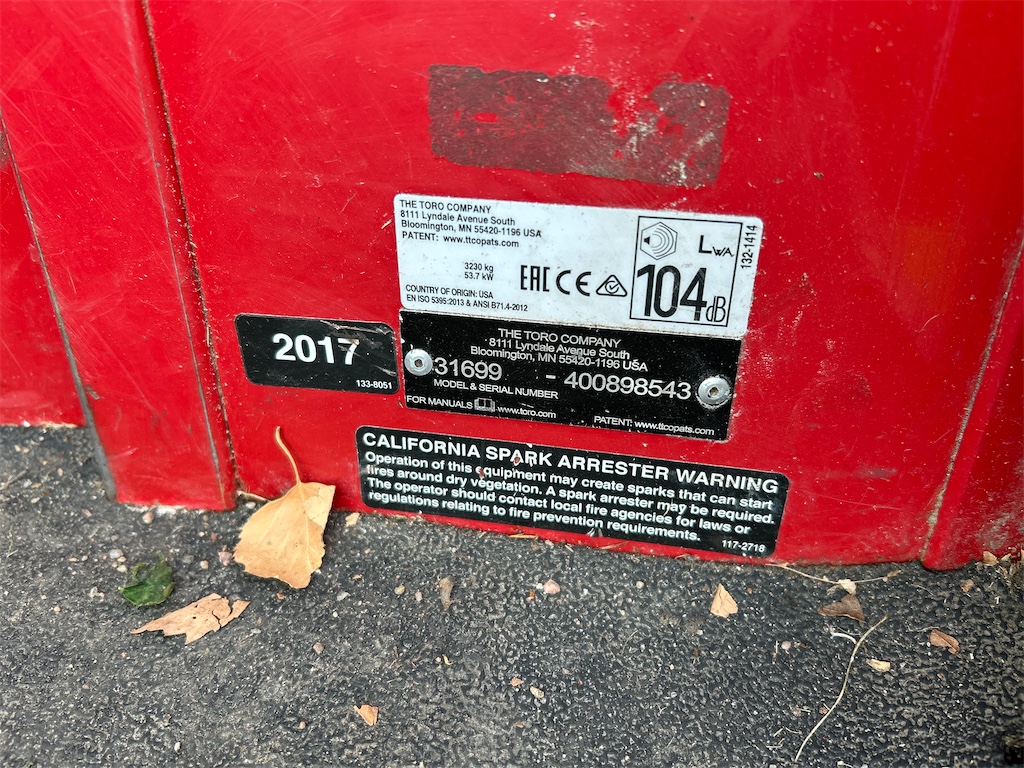 THE TORO COMPANY
8111 Lyndale Avenue South
Bloomington, MN 55420-1196 USA
PATENT: www.ttcopats.com
3230 kg
53.7 kW
EAC CE
COUNTRY OF ORIGIN: USA
EN ISO 5395:2013 & ANSI B71.4-2012
LWA
104dB
132-1414
2017
133-8051
THE TORO COMPANY
8111 Lyndale Avenue South
Bloomington, MN 55420-1196 USA
31699 - 400898543
MODEL & SERIAL NUMBER
FOR MANUALS www.toro.com
PATENT: www.ttcopats.com
CALIFORNIA SPARK ARRESTER WARNING
Operation of this equipment may create sparks that can start
fires around dry vegetation. A spark arrester may be required.
The operator should contact local fire agencies for laws or
regulations relating to fire prevention requirements.
117-2718